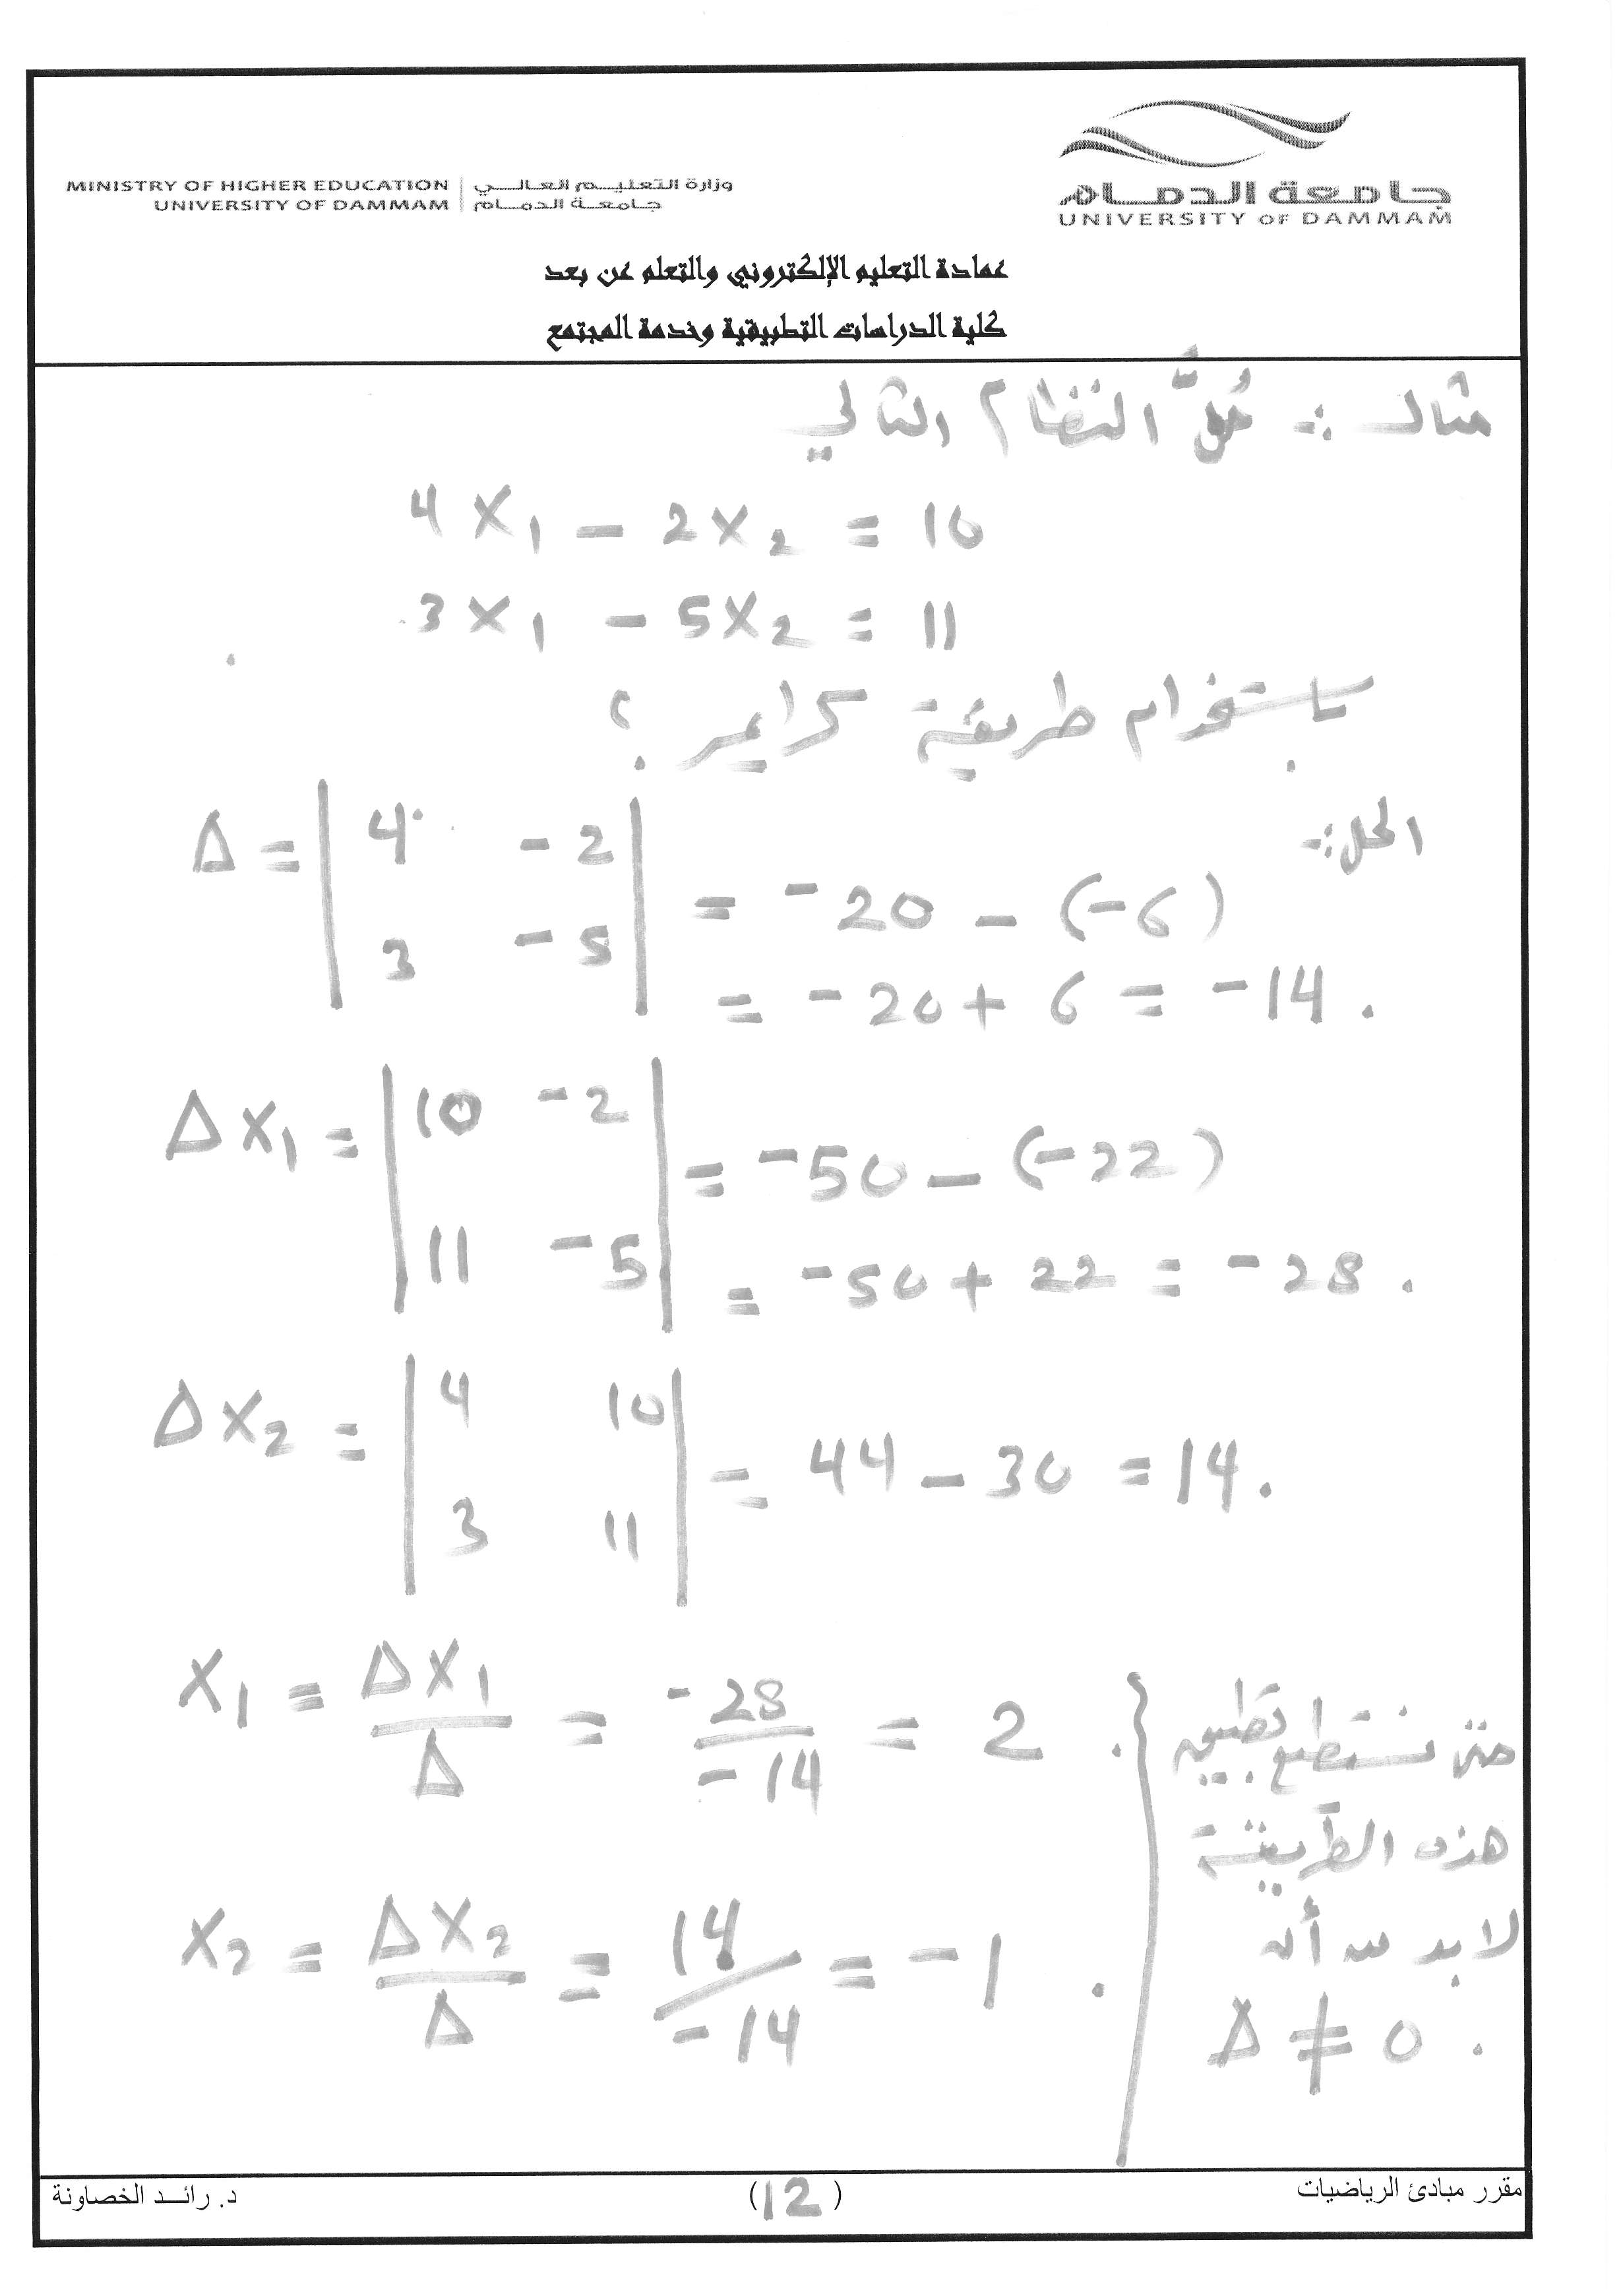 MINISTRY OF HIGHER EDUCATION | وزارة التعليم العالي
UNIVERSITY OF DAMMAM | جامعة الدمام
جامعة الدمام
UNIVERSITY OF DAMMAM
عمادة التعليم الإلكتروني والتعلم عن بعد
كلية الدراسات التطبيقية وخدمة المجتمع
مثال :- حُلَّ النظام التالي
4x₁ - 2x₂ = 10
3x₁ - 5x₂ = 11
باستخدام طريقة كرايمر ؟
الحل :-
Δ = | 4 -2 |
| 3 -5 | = -20 - (-6)
= -20 + 6 = -14 .
Δx₁ = | 10 -2 |
| 11 -5 | = -50 - (-22)
= -50 + 22 = -28 .
Δx₂ = | 4 10 |
| 3 11 | = 44 - 30 = 14 .
x₁ = Δx₁ / Δ = -28 / -14 = 2 .
x₂ = Δx₂ / Δ = 14 / -14 = -1 .
حتى نستطيع تطبيق
هذه الطريقة
لا بد من أن
Δ ≠ 0 .
مقرر مبادئ الرياضيات
(12)
د. رائد الخصاونة